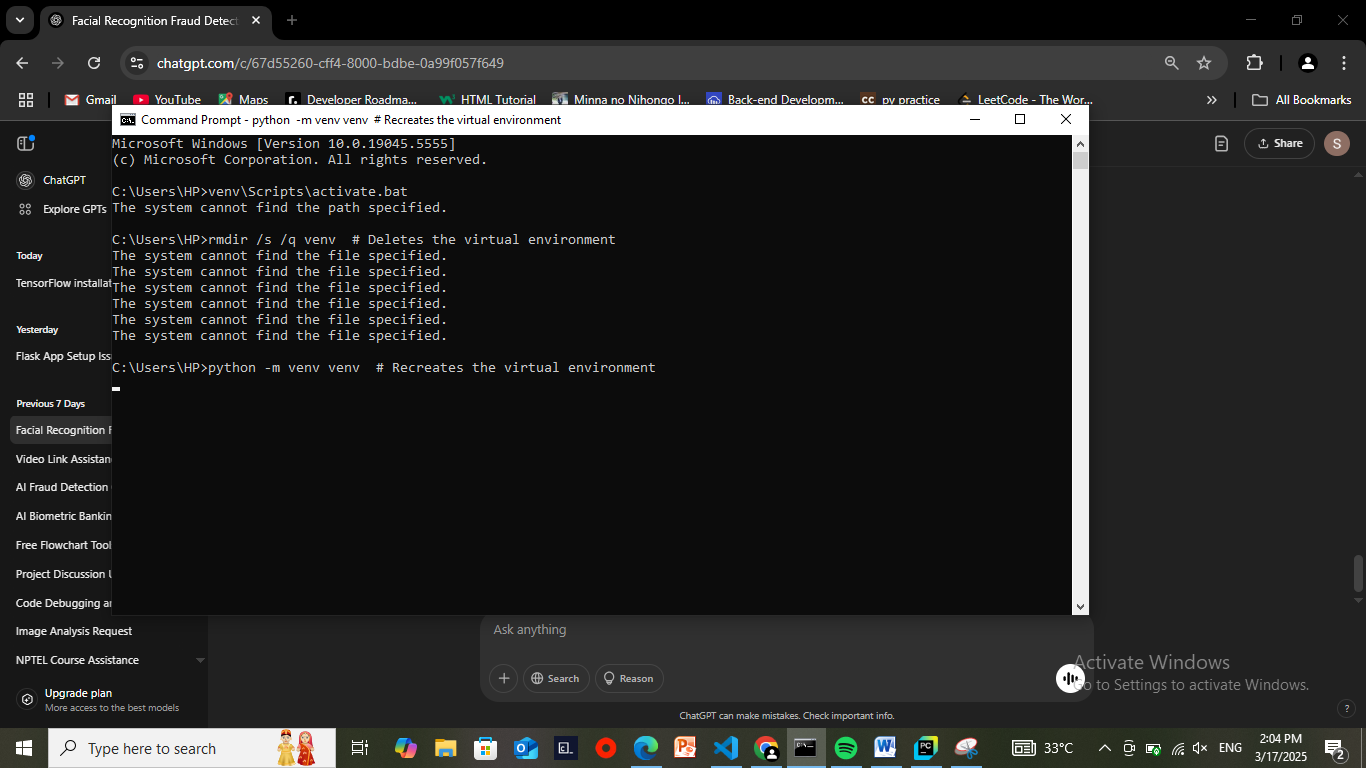 Facial Recognition Fraud Detect
chatgpt.com/c/67d55260-cff4-8000-bdbe-0a99f057f649
Gmail
YouTube
Maps
Developer Roadma...
HTML Tutorial
Minna no Nihongo I...
Back-end Developm...
CC
py practice
LeetCode - The Wor...
»
All Bookmarks
Command Prompt - python  -m venv venv  # Recreates the virtual environment
Microsoft Windows [Version 10.0.19045.5555]
(c) Microsoft Corporation. All rights reserved.
C:\Users\HP>venv\Scripts\activate.bat
The system cannot find the path specified.
C:\Users\HP>rmdir /s /q venv  # Deletes the virtual environment
The system cannot find the file specified.
The system cannot find the file specified.
The system cannot find the file specified.
The system cannot find the file specified.
The system cannot find the file specified.
The system cannot find the file specified.
C:\Users\HP>python -m venv venv  # Recreates the virtual environment
Share
S
ChatGPT
Explore GPTs
Today
TensorFlow installat
Yesterday
Flask App Setup Iss
Previous 7 Days
Facial Recognition F
Video Link Assistan
AI Fraud Detection
AI Biometric Bankin
Free Flowchart Tool
Project Discussion U
Code Debugging an
Image Analysis Request
NPTEL Course Assistance
Upgrade plan
More access to the best models
Ask anything
Search
Reason
ChatGPT can make mistakes. Check important info.
Activate Windows
Go to Settings to activate Windows.
?
Type here to search
33°C
ENG
2:04 PM
3/17/2025
2